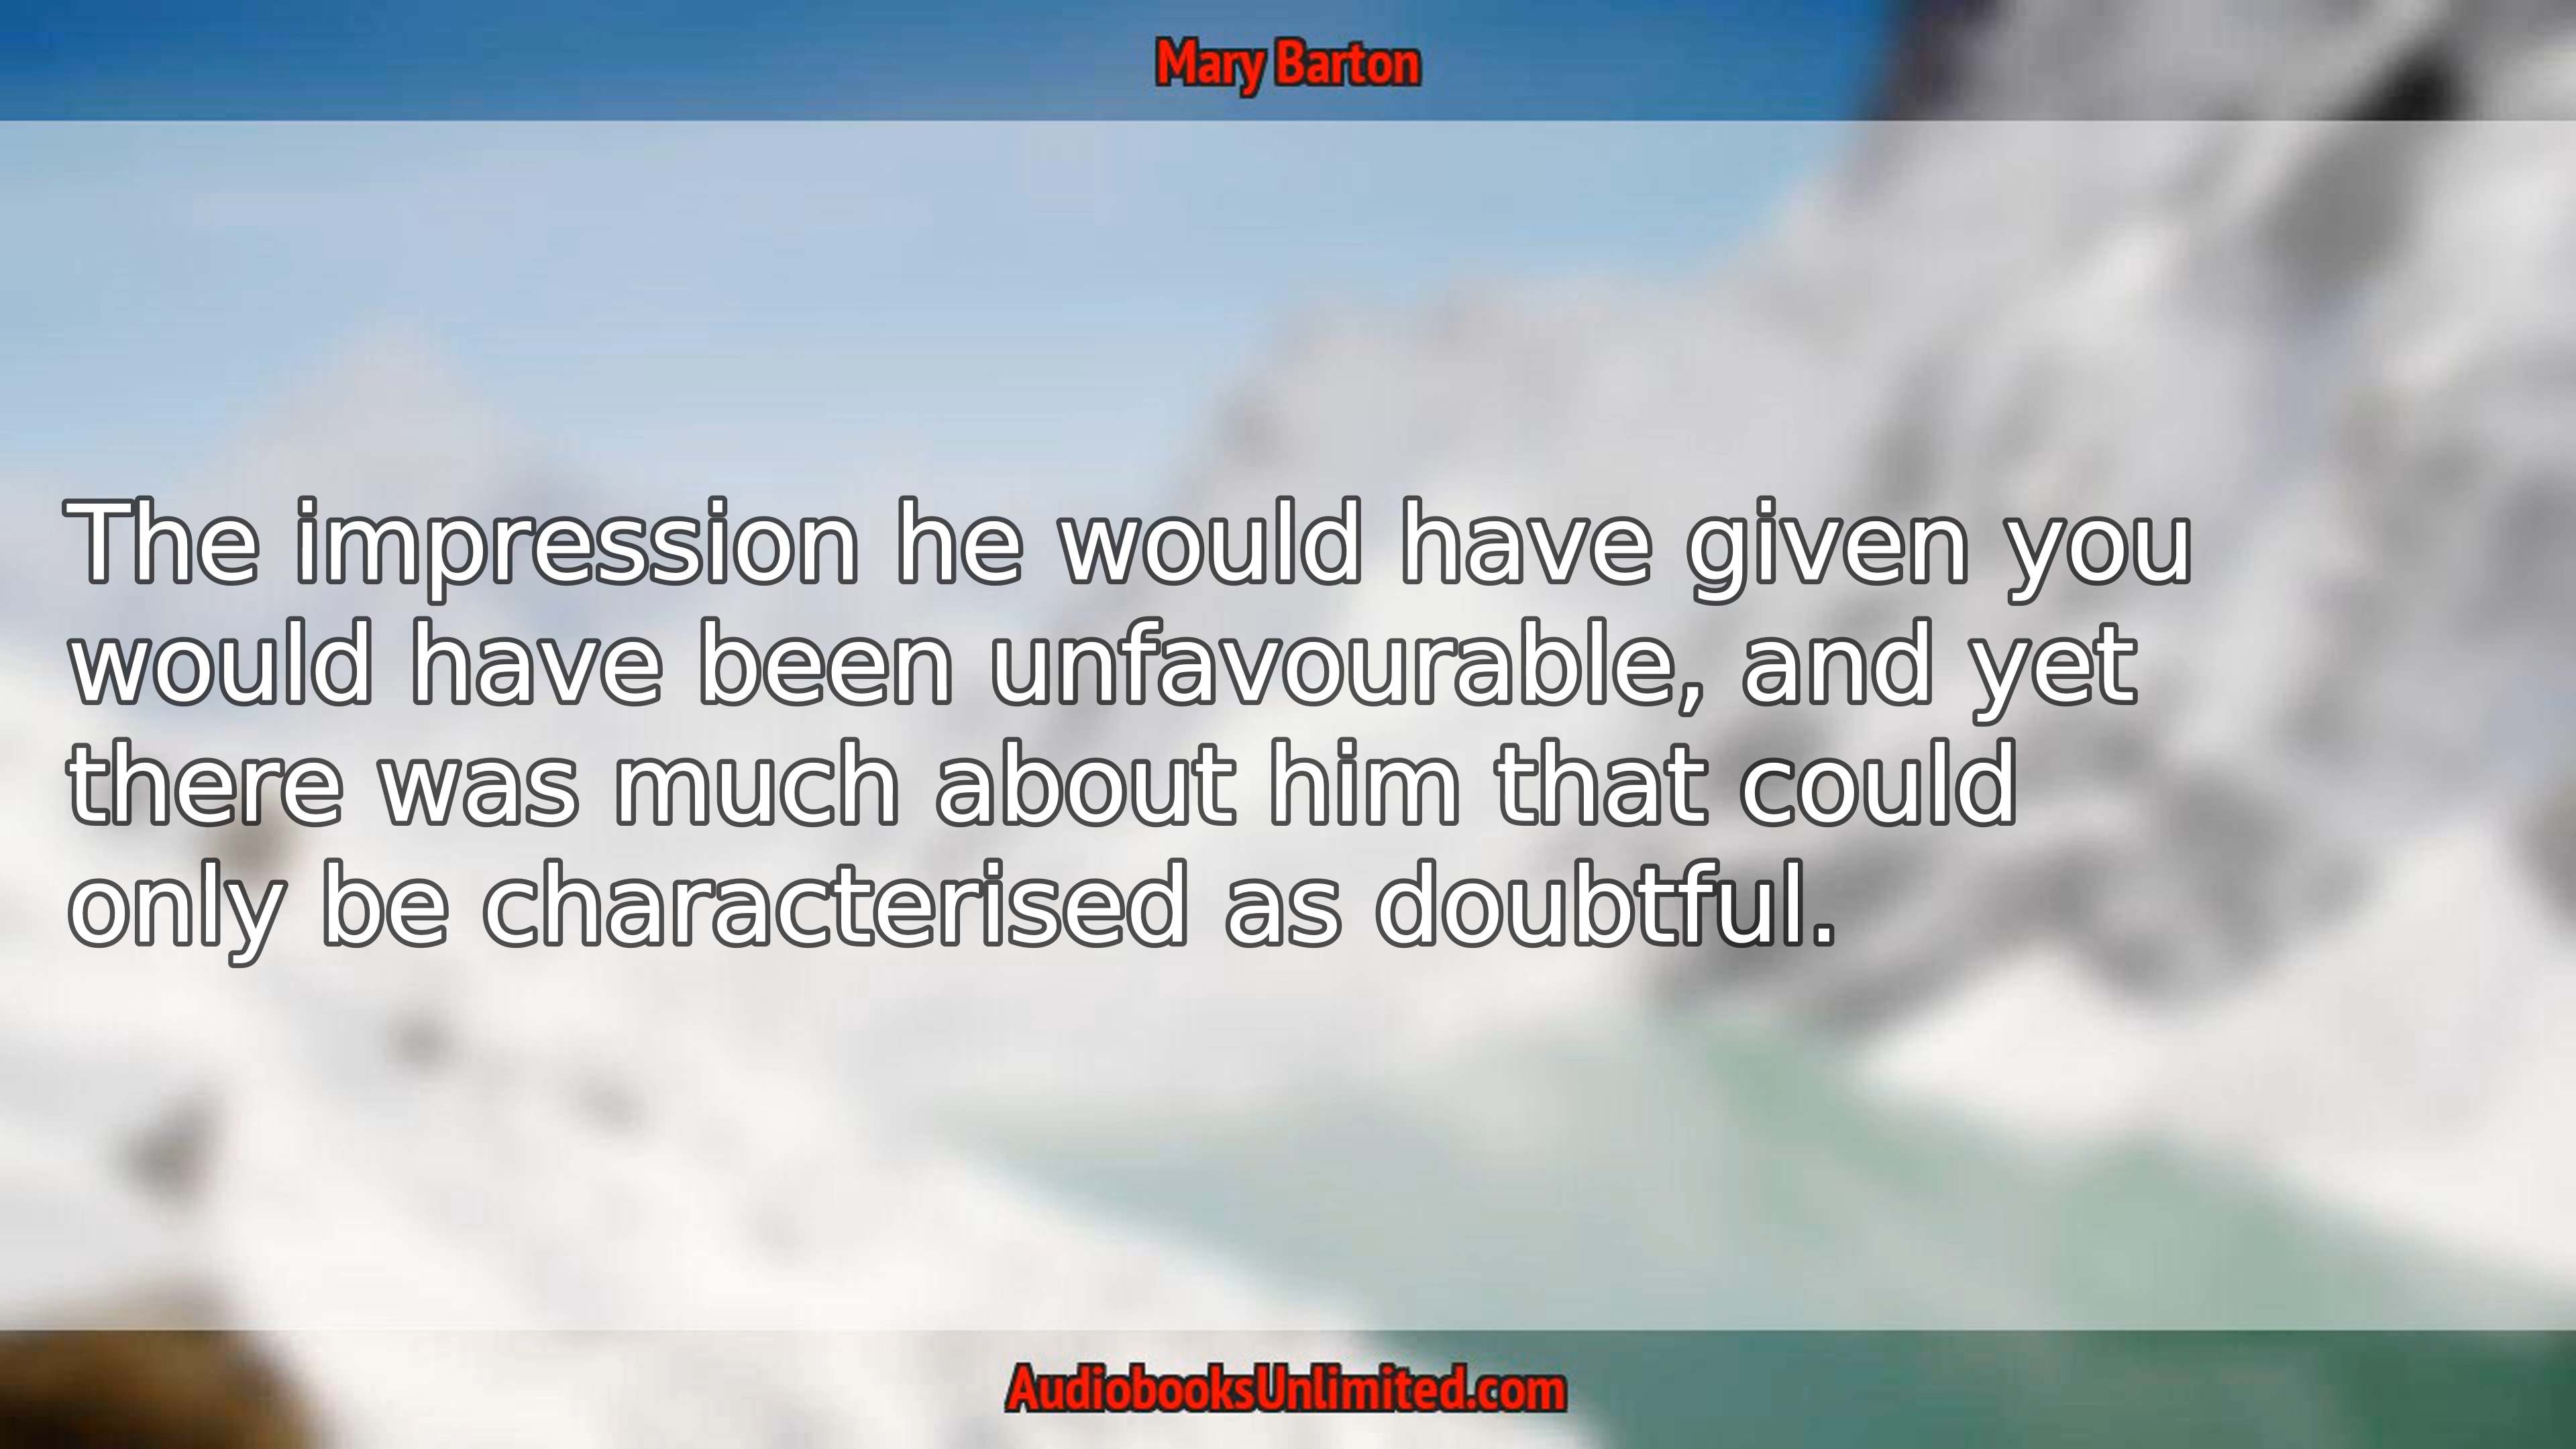 Mary Barton
The impression he would have given you
would have been unfavourable, and yet
there was much about him that could
only be characterised as doubtful.
AudiobooksUnlimited.com